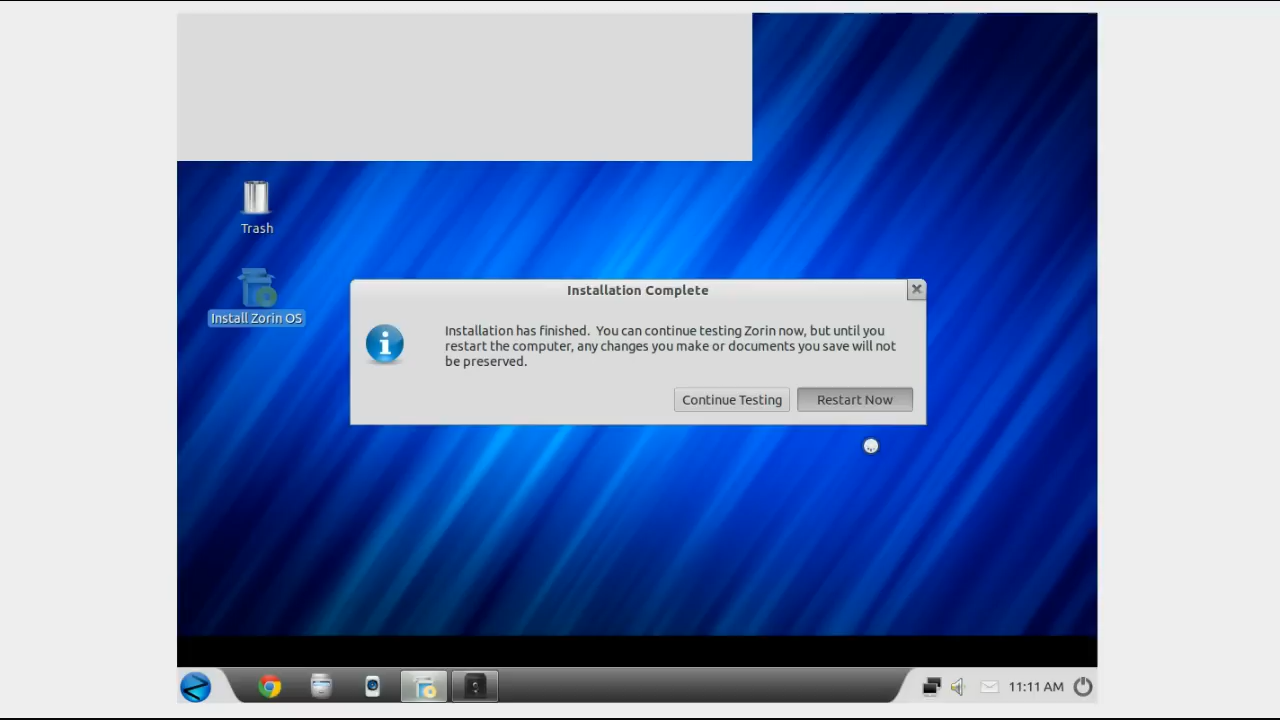 Trash
Install Zorin OS
Installation Complete
Installation has finished.  You can continue testing Zorin now, but until you
restart the computer, any changes you make or documents you save will not
be preserved.
Continue Testing
Restart Now
11:11 AM